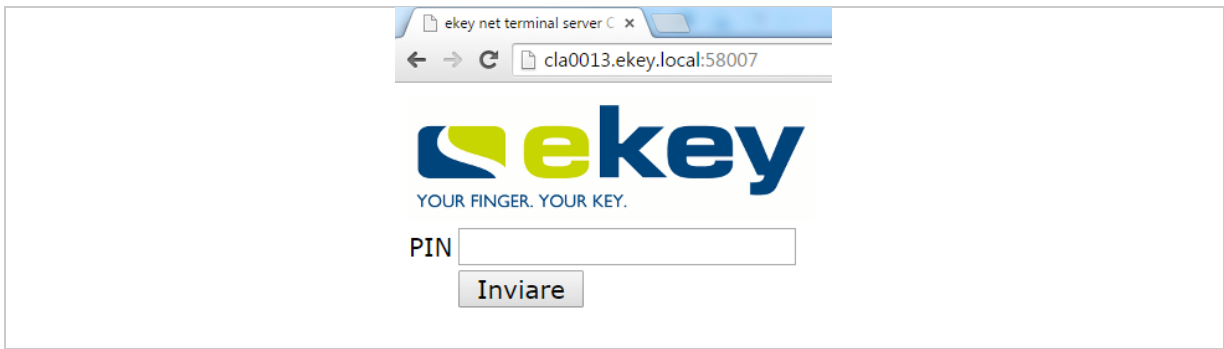 ekey net terminal server C
cla0013.ekey.local:58007
ekey
YOUR FINGER. YOUR KEY.
PIN
Inviare